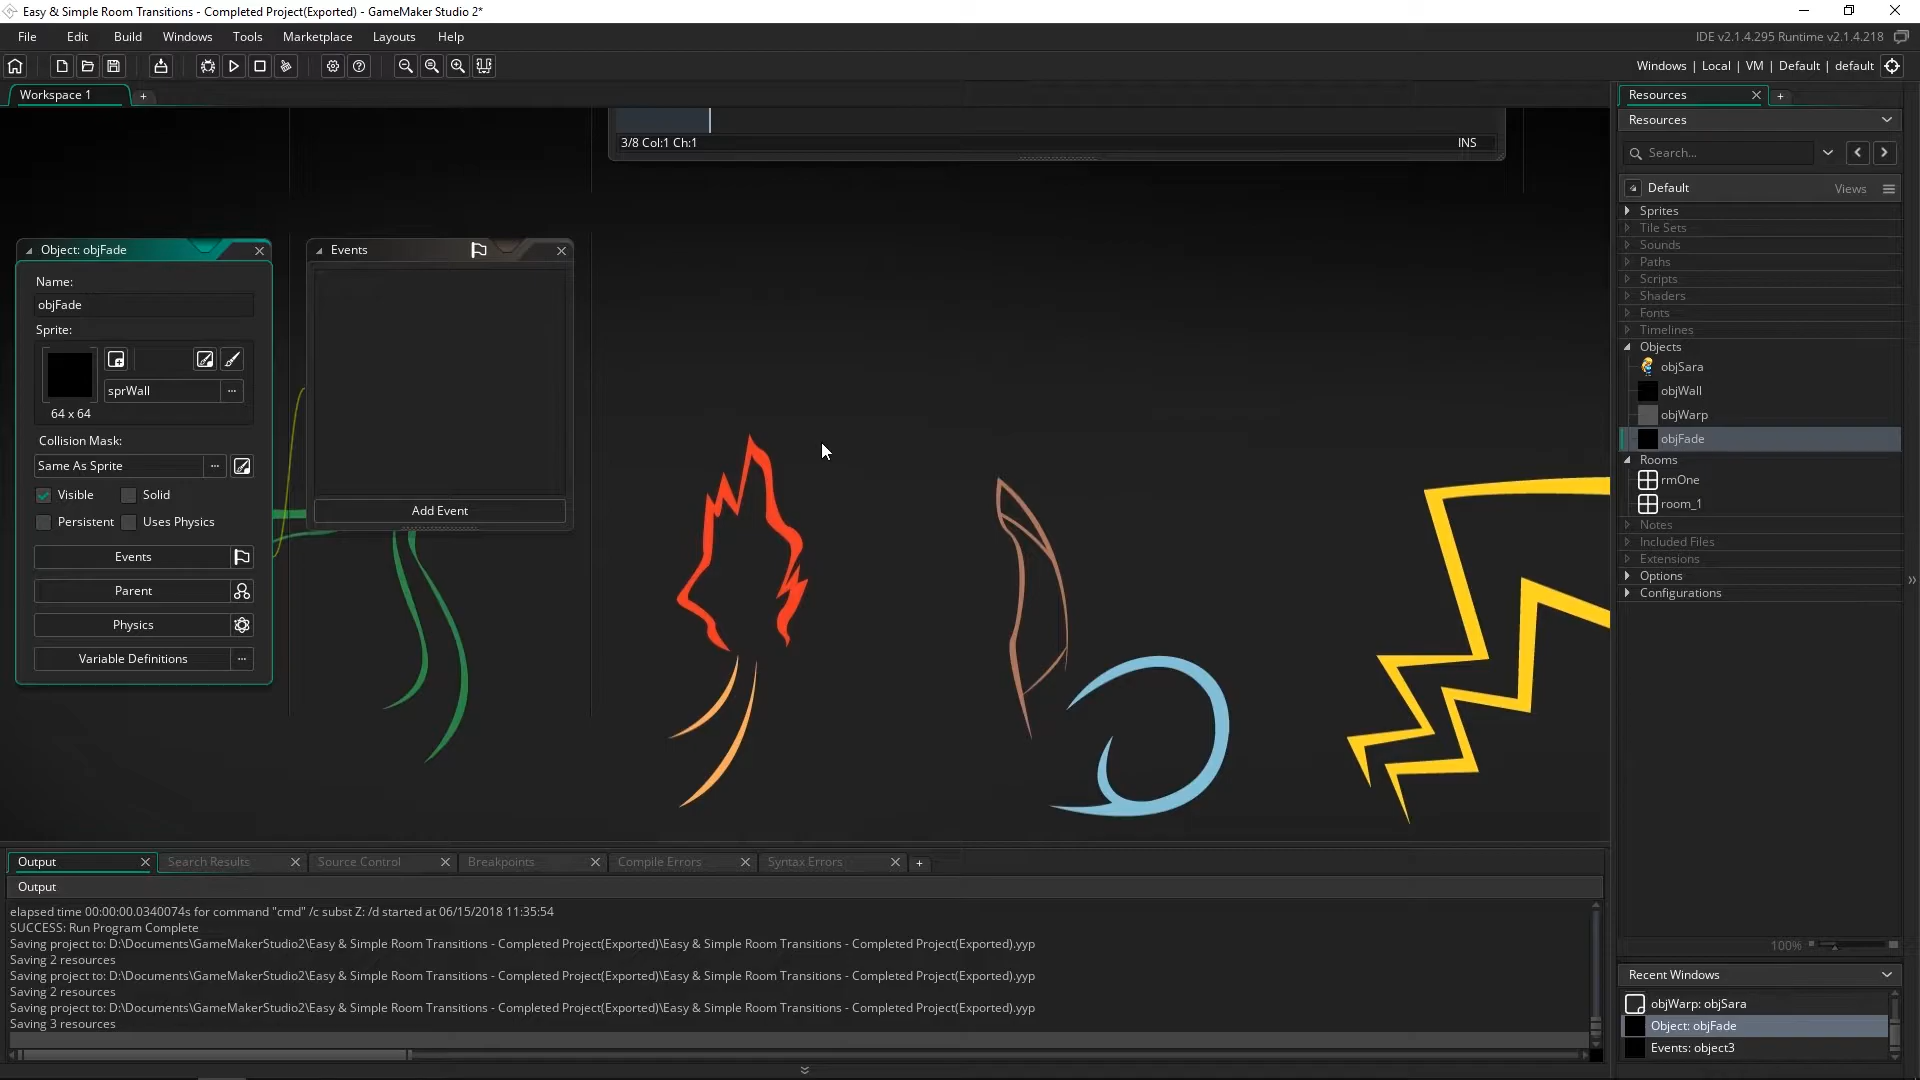 Easy & Simple Room Transitions - Completed Project(Exported) - GameMaker Studio 2*
File Edit Build Windows Tools Marketplace Layouts Help
IDE v2.1.4.295 Runtime v2.1.4.218
Windows | Local | VM | Default | default
Workspace 1
3/8 Col:1 Ch:1 INS
Object: objFade
Name:
objFade
Sprite:
sprWall
64 x 64
Collision Mask:
Same As Sprite
Visible Solid
Persistent Uses Physics
Events
Parent
Physics
Variable Definitions
Events
Add Event
Resources
Resources
Search...
Default Views
Sprites
Tile Sets
Sounds
Paths
Scripts
Shaders
Fonts
Timelines
Objects
objSara
objWall
objWarp
objFade
Rooms
rmOne
room_1
Notes
Included Files
Extensions
Options
Configurations
100%
Recent Windows
objWarp: objSara
Object: objFade
Events: object3
Output Search Results Source Control Breakpoints Compile Errors Syntax Errors
Output
elapsed time 00:00:00.0340074s for command "cmd" /c subst Z: /d started at 06/15/2018 11:35:54
SUCCESS: Run Program Complete
Saving project to: D:\Documents\GameMakerStudio2\Easy & Simple Room Transitions - Completed Project(Exported)\Easy & Simple Room Transitions - Completed Project(Exported).yyp
Saving 2 resources
Saving project to: D:\Documents\GameMakerStudio2\Easy & Simple Room Transitions - Completed Project(Exported)\Easy & Simple Room Transitions - Completed Project(Exported).yyp
Saving 2 resources
Saving project to: D:\Documents\GameMakerStudio2\Easy & Simple Room Transitions - Completed Project(Exported)\Easy & Simple Room Transitions - Completed Project(Exported).yyp
Saving 3 resources